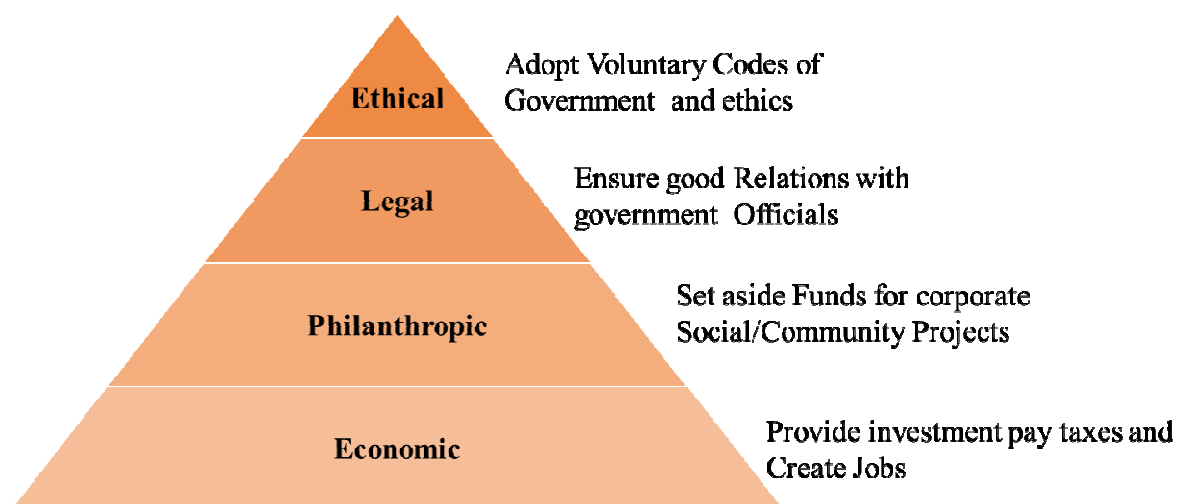 Ethical
Adopt Voluntary Codes of
Government and ethics
Legal
Ensure good Relations with
government Officials
Philanthropic
Set aside Funds for corporate
Social/Community Projects
Economic
Provide investment pay taxes and
Create Jobs